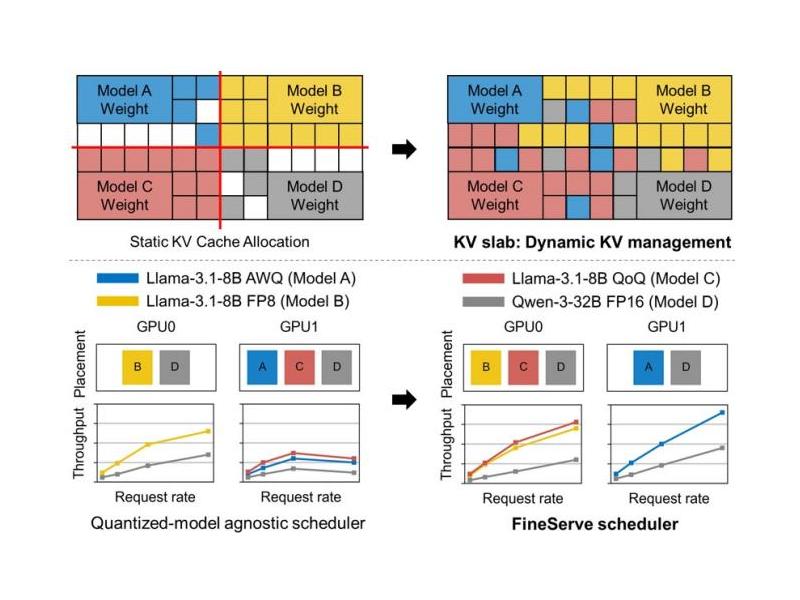 Model A
Weight
Model B
Weight
Model C
Weight
Model D
Weight
Static KV Cache Allocation
Model A
Weight
Model B
Weight
Model C
Weight
Model D
Weight
KV slab: Dynamic KV management
Llama-3.1-8B AWQ (Model A)
Llama-3.1-8B FP8 (Model B)
Llama-3.1-8B QoQ (Model C)
Qwen-3-32B FP16 (Model D)
GPU0
GPU1
Placement
B
D
A
C
D
Throughput
Request rate
Request rate
Quantized-model agnostic scheduler
GPU0
GPU1
Placement
B
C
D
A
D
Throughput
Request rate
Request rate
FineServe scheduler